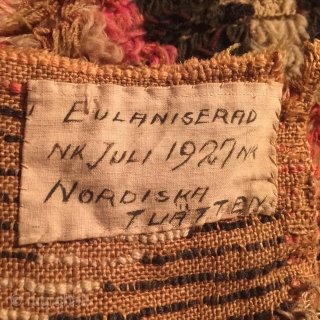 EULANISERAD
NK JULI 1927 NK
NORDISKA
TVÄTTEN